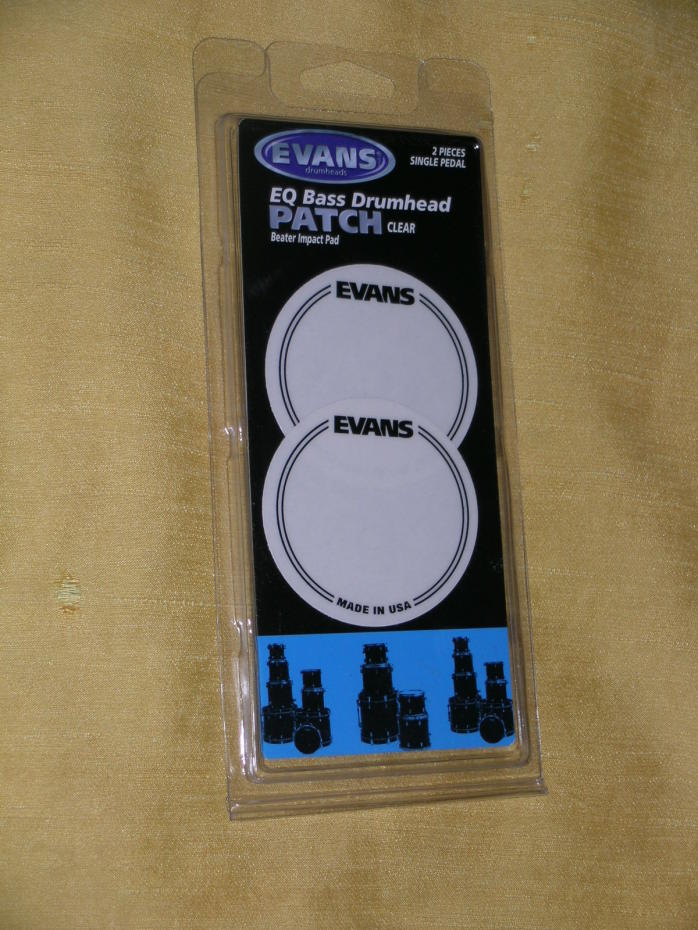 EVANS
drumheads
2 PIECES
SINGLE PEDAL
EQ Bass Drumhead
PATCH CLEAR
Beater Impact Pad
EVANS
EVANS
MADE IN USA